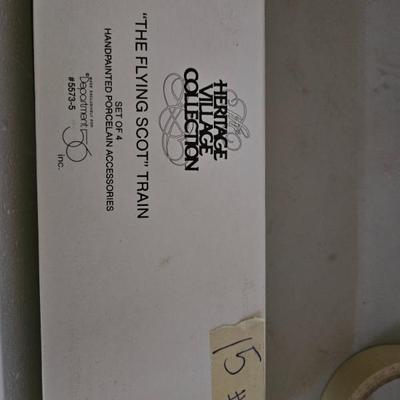 The
HERITAGE
VILLAGE
COLLECTION
"THE FLYING SCOT" TRAIN
SET OF 4
HANDPAINTED PORCELAIN ACCESSORIES
Department 56
inc.
#5573-5
15 #